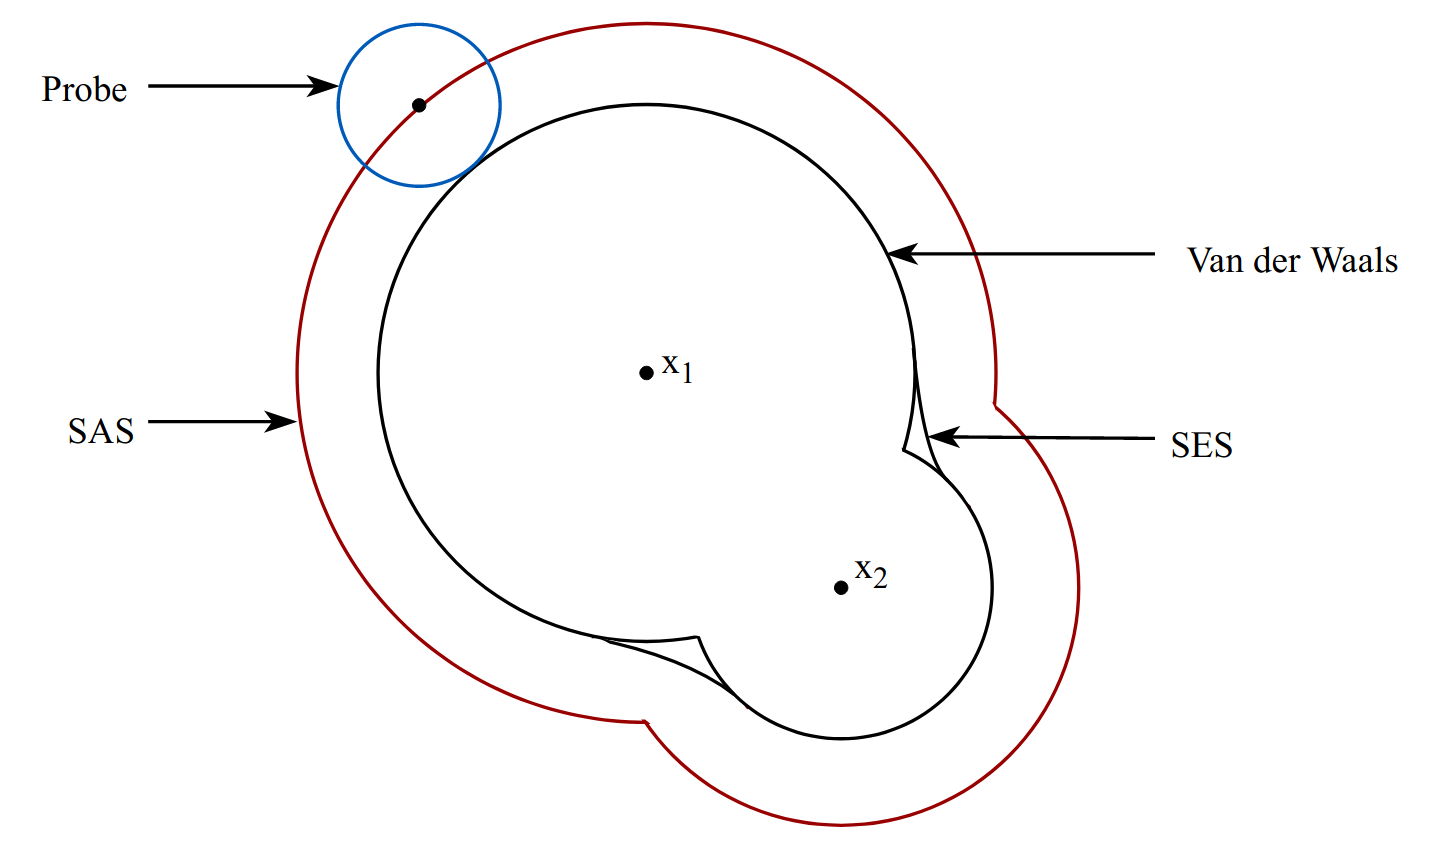 Probe
Van der Waals
x₁
SAS
SES
x₂